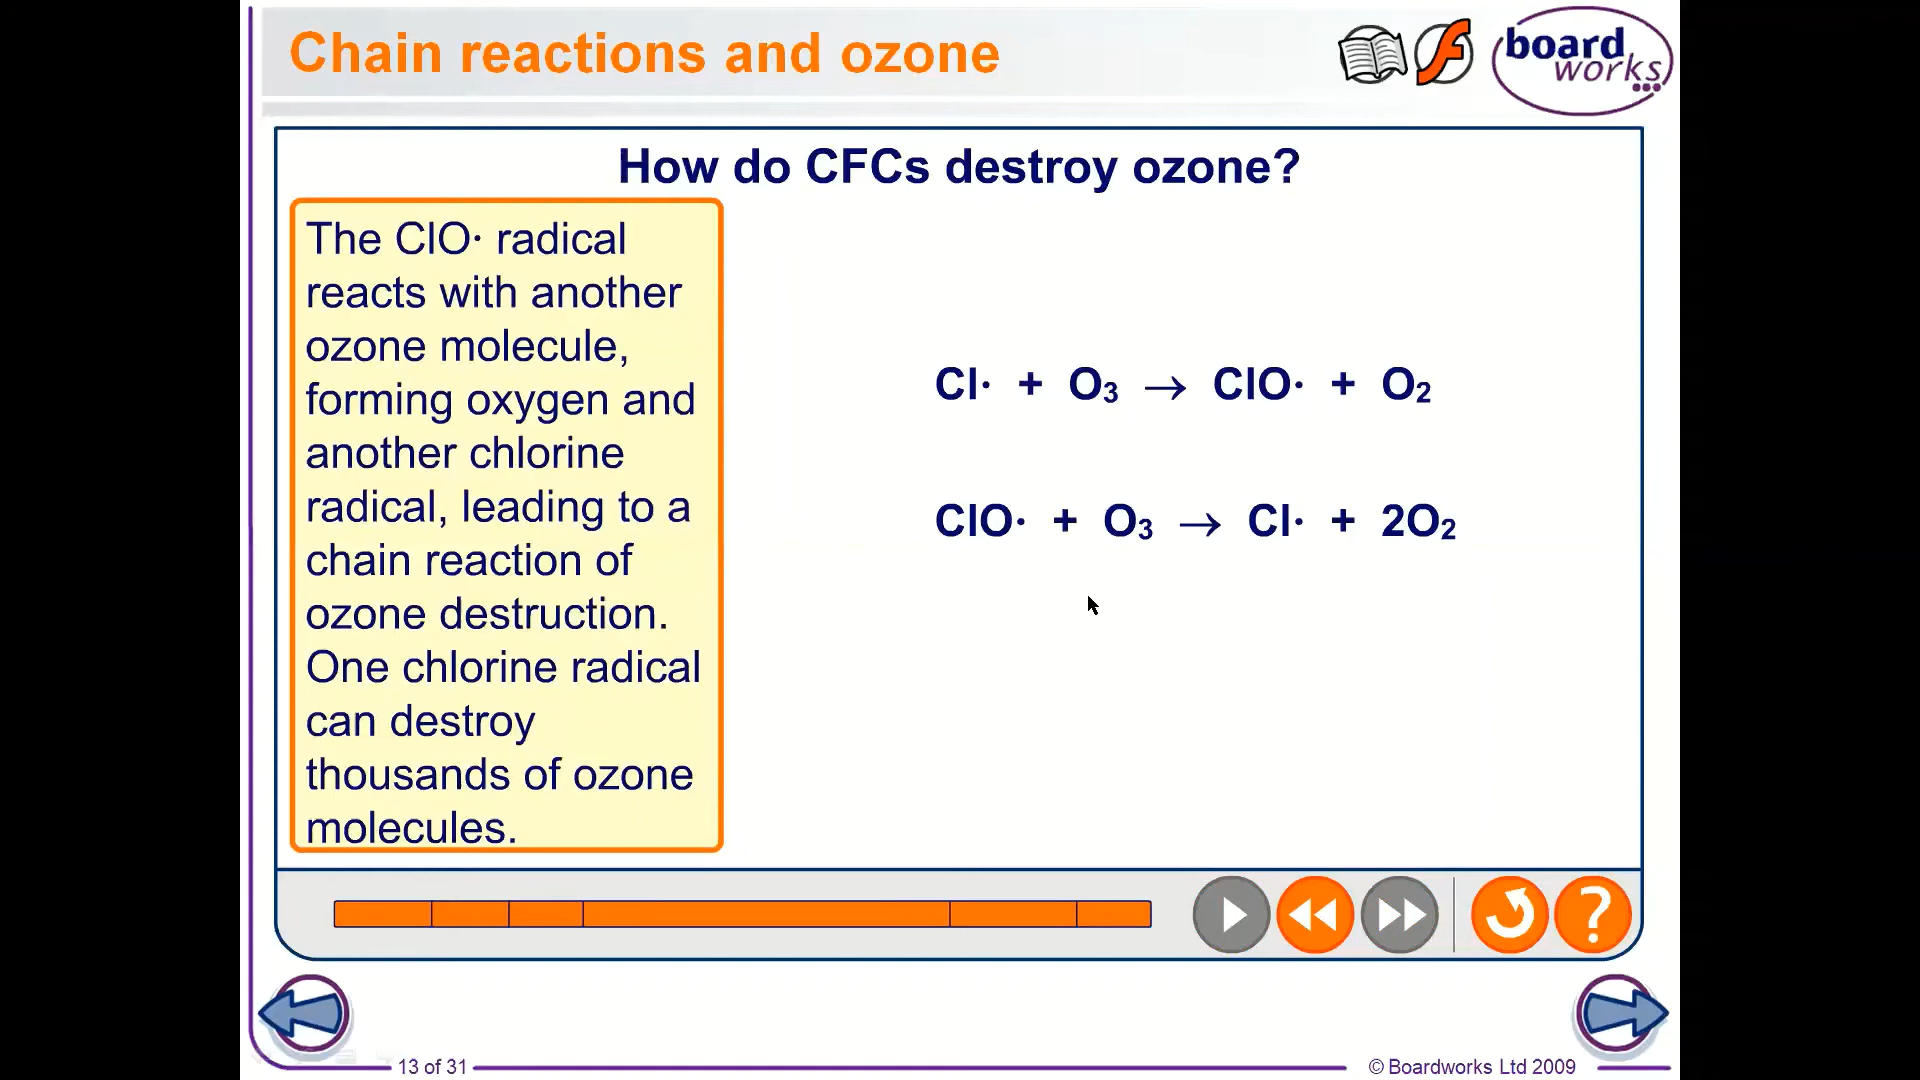 Chain reactions and ozone
board
works
How do CFCs destroy ozone?
The ClO· radical
reacts with another
ozone molecule,
forming oxygen and
another chlorine
radical, leading to a
chain reaction of
ozone destruction.
One chlorine radical
can destroy
thousands of ozone
molecules.
Cl· + O₃ → ClO· + O₂
ClO· + O₃ → Cl· + 2O₂
?
13 of 31
© Boardworks Ltd 2009